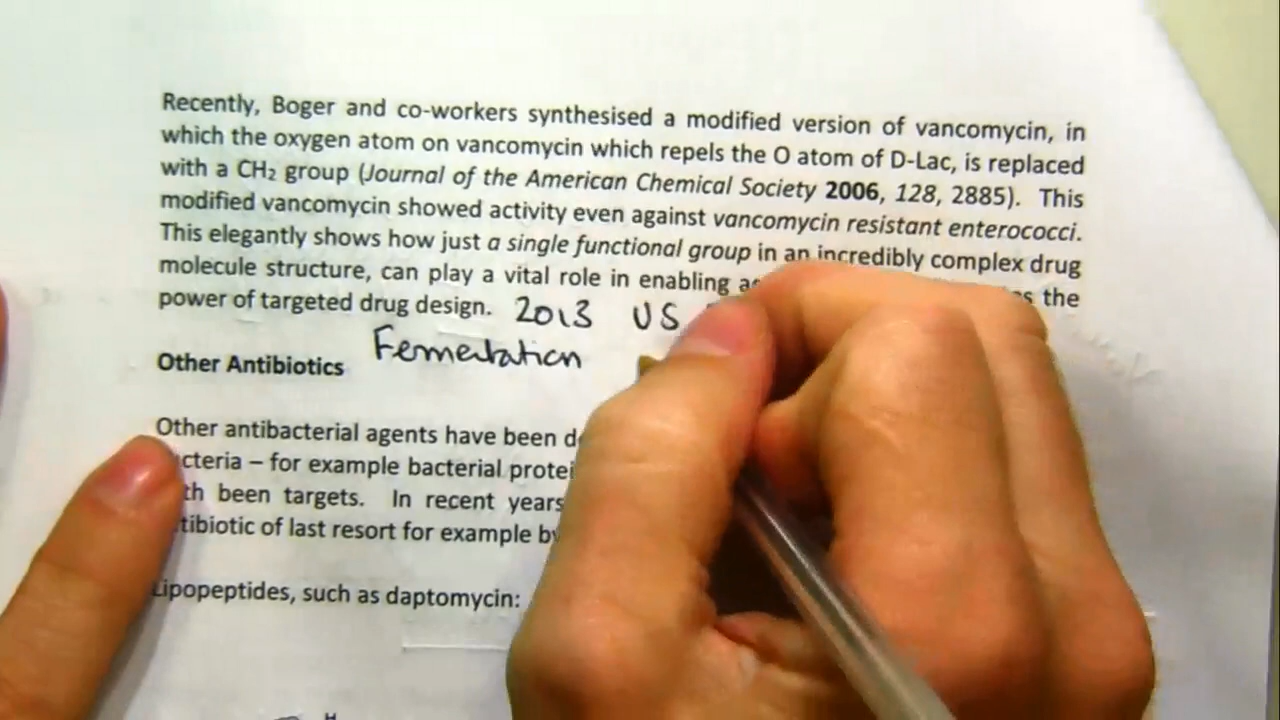 Recently, Boger and co-workers synthesised a modified version of vancomycin, in
which the oxygen atom on vancomycin which repels the O atom of D-Lac, is replaced
with a CH₂ group (Journal of the American Chemical Society 2006, 128, 2885). This
modified vancomycin showed activity even against vancomycin resistant enterococci.
This elegantly shows how just a single functional group in an incredibly complex drug
molecule structure, can play a vital role in enabling the
power of targeted drug design. 2013 US
Other Antibiotics Fermentation
Other antibacterial agents have been
– for example bacterial
been targets. In recent years
of last resort for example by
Lipopeptides, such as daptomycin: